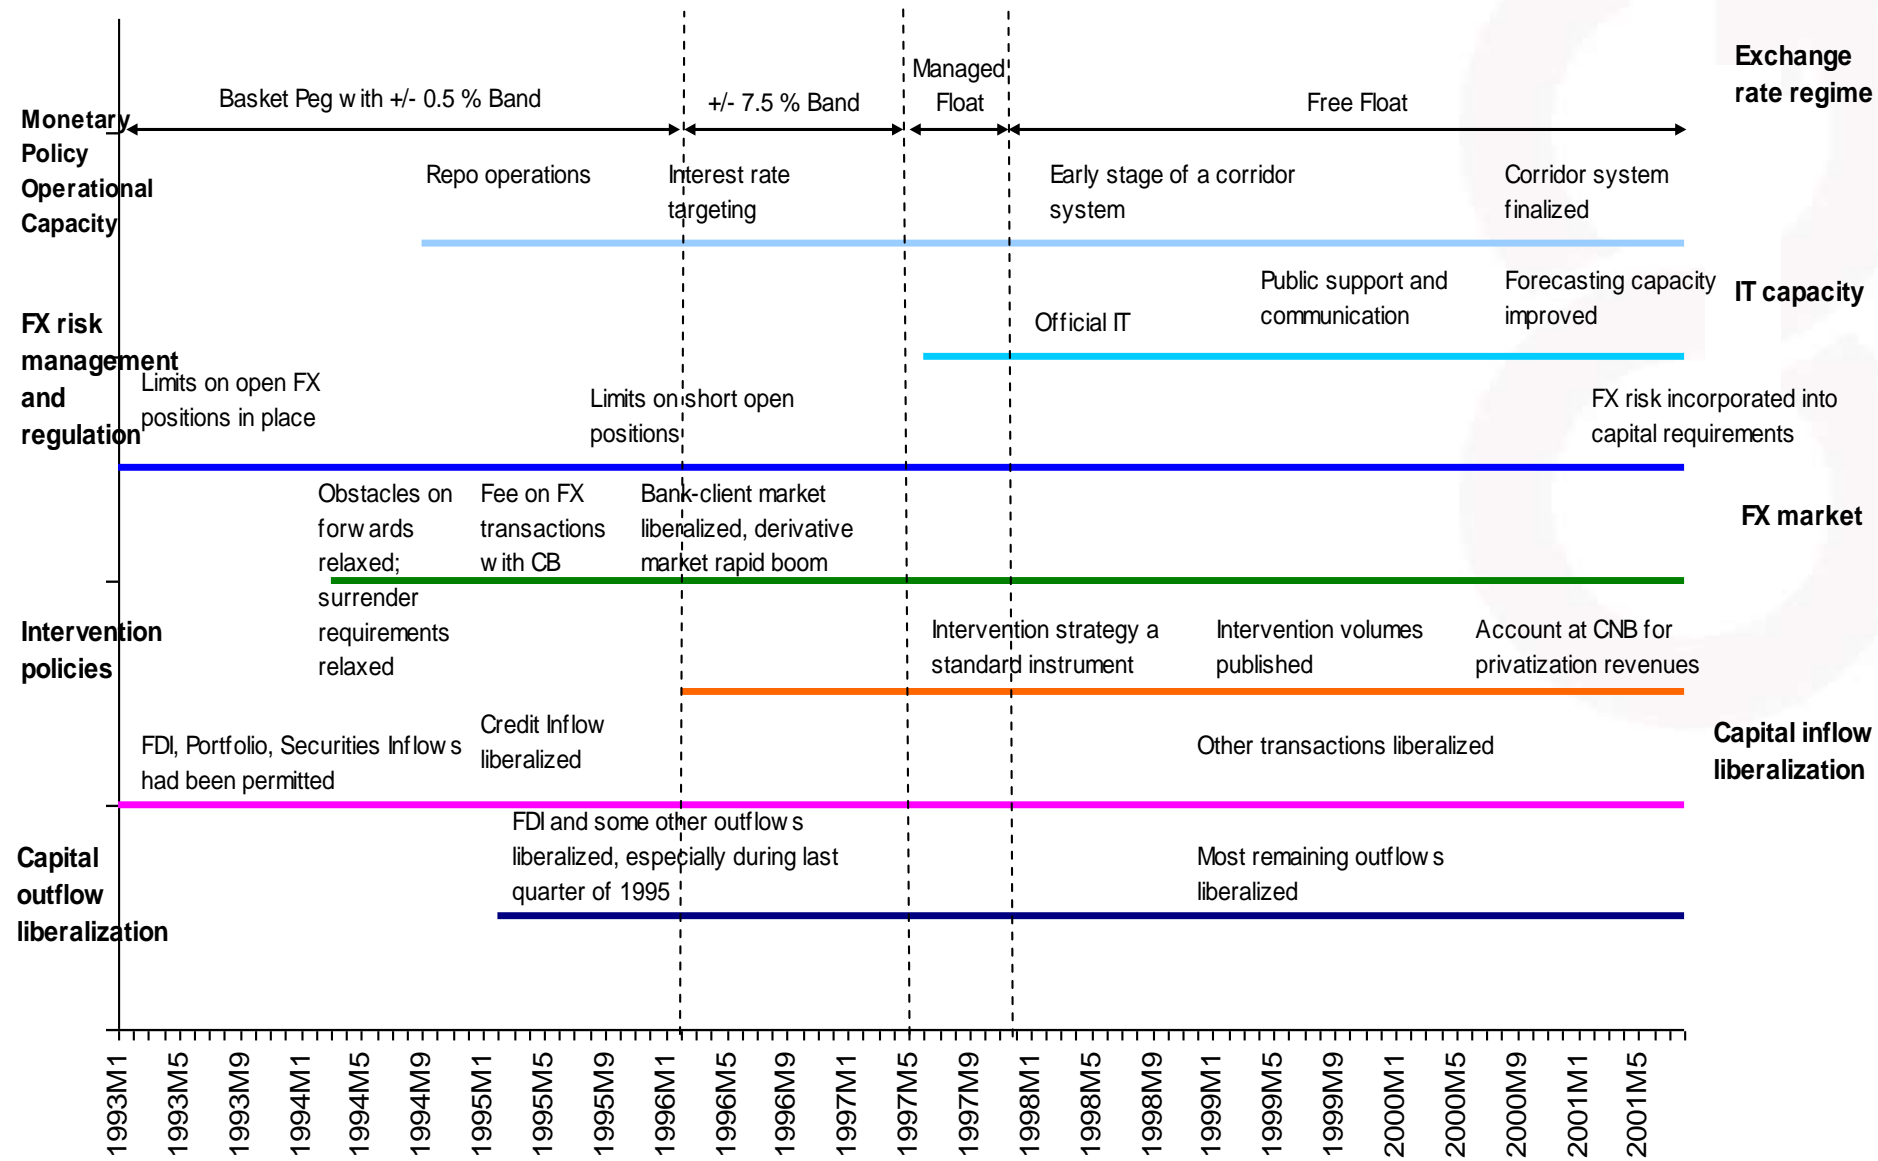 Exchange
rate regime
Basket Peg with +/- 0.5 % Band
+/- 7.5 % Band
Managed
Float
Free Float
Monetary
Policy
Operational
Capacity
Repo operations
Interest rate
targeting
Early stage of a corridor
system
Corridor system
finalized
IT capacity
Official IT
Public support and
communication
Forecasting capacity
improved
FX risk
management
and
regulation
Limits on open FX
positions in place
Limits on short open
positions
FX risk incorporated into
capital requirements
FX market
Obstacles on
forwards
relaxed;
surrender
requirements
relaxed
Fee on FX
transactions
with CB
Bank-client market
liberalized, derivative
market rapid boom
Intervention
policies
Intervention strategy a
standard instrument
Intervention volumes
published
Account at CNB for
privatization revenues
Capital inflow
liberalization
FDI, Portfolio, Securities Inflows
had been permitted
Credit Inflow
liberalized
Other transactions liberalized
Capital
outflow
liberalization
FDI and some other outflows
liberalized, especially during last
quarter of 1995
Most remaining outflows
liberalized
1993M1
1993M5
1993M9
1994M1
1994M5
1994M9
1995M1
1995M5
1995M9
1996M1
1996M5
1996M9
1997M1
1997M5
1997M9
1998M1
1998M5
1998M9
1999M1
1999M5
1999M9
2000M1
2000M5
2000M9
2001M1
2001M5